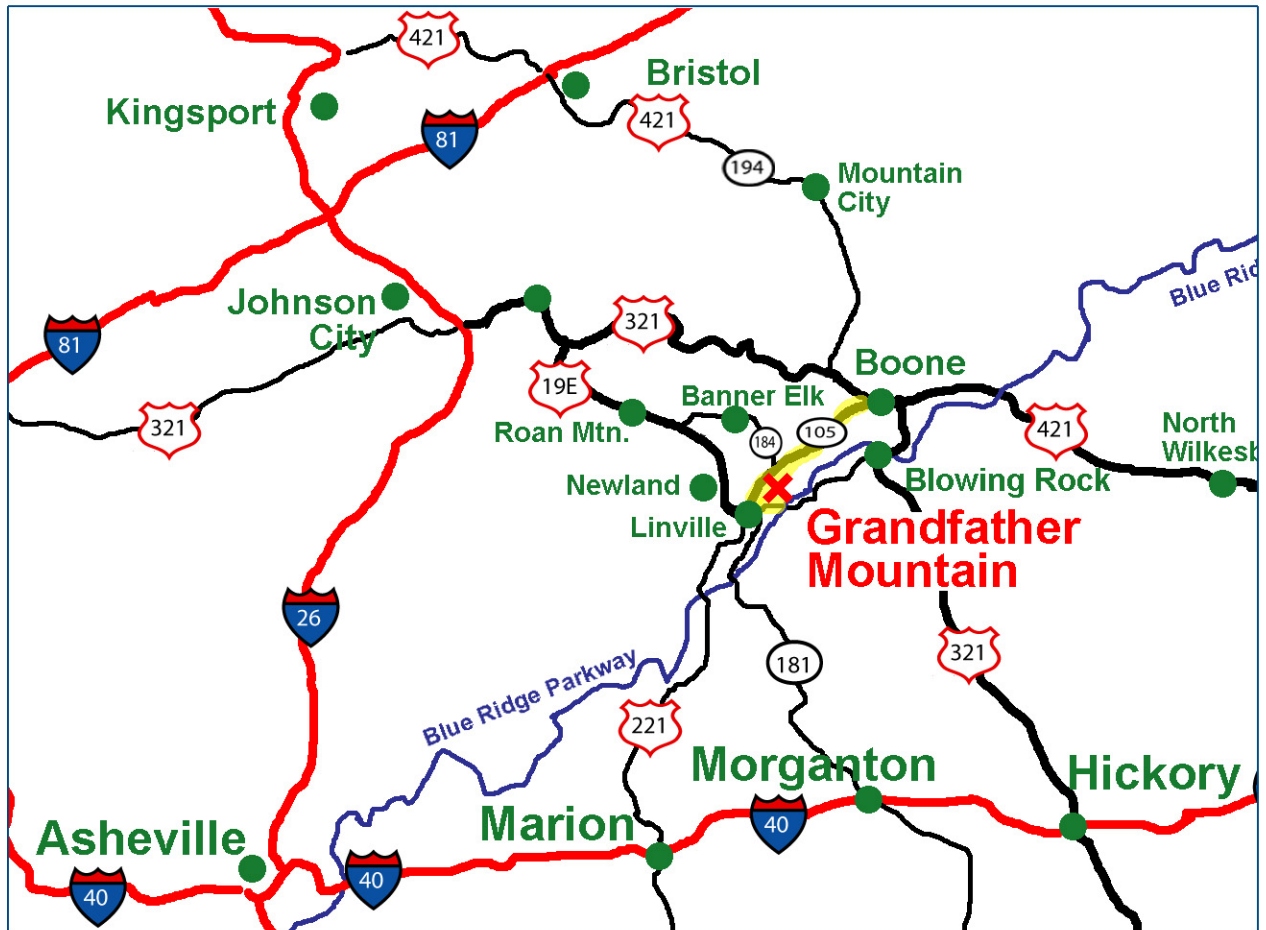 421
Bristol
Kingsport
81
421
194
Mountain
City
Blue Rid
Johnson
City
321
81
Boone
19E
Banner Elk
321
Roan Mtn.
105
184
421
North
Wilkesb
Newland
Blowing Rock
Linville
Grandfather
Mountain
26
321
181
Blue Ridge Parkway
221
Morganton
Hickory
Marion
40
Asheville
40
40